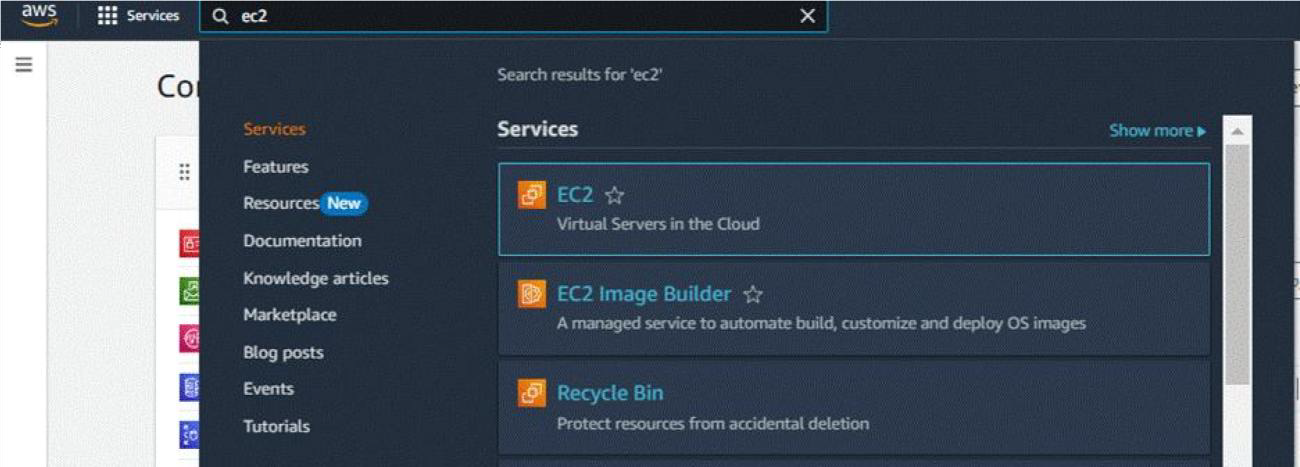 aws
Services
ec2
Co
Search results for 'ec2'
Services
Features
Resources New
Documentation
Knowledge articles
Marketplace
Blog posts
Events
Tutorials
Services
Show more
EC2
Virtual Servers in the Cloud
EC2 Image Builder
A managed service to automate build, customize and deploy OS images
Recycle Bin
Protect resources from accidental deletion